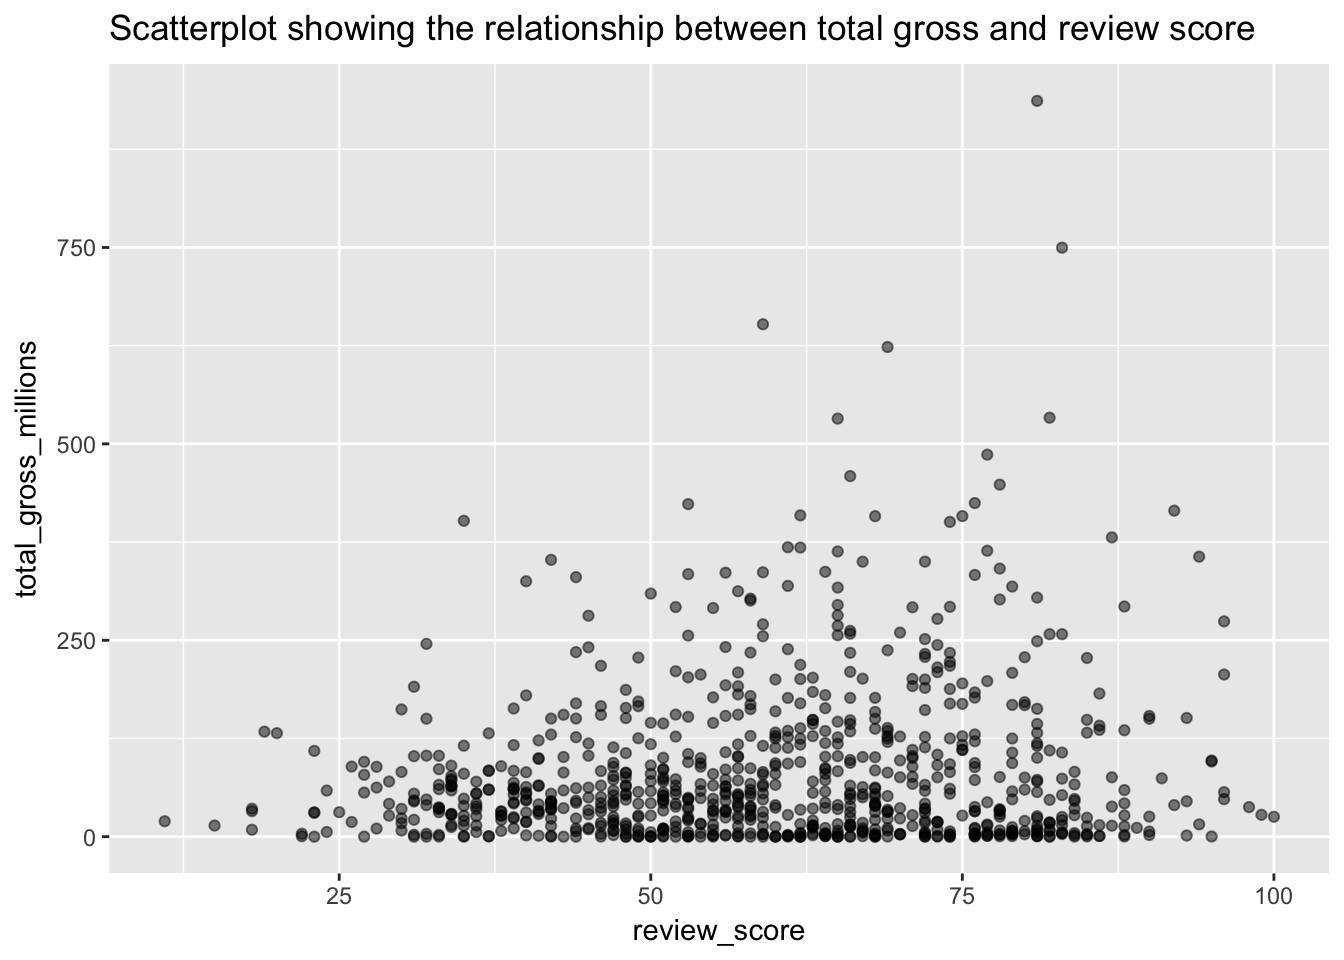 Scatterplot showing the relationship between total gross and review score
total_gross_millions
750
500
250
0
25
50
75
100
review_score